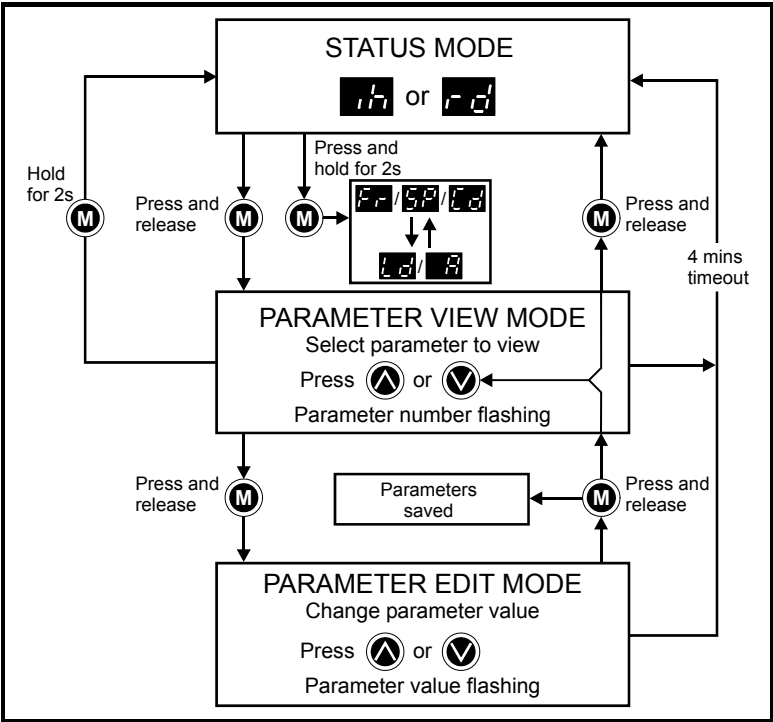 STATUS MODE
ih or rd
Press and
hold for 2s
Hold
for 2s
Press and
release
M
M
M
Fr / SP / Cd
Ld / A
M
Press and
release
4 mins
timeout
PARAMETER VIEW MODE
Select parameter to view
Press or
Parameter number flashing
Press and
release
M
Parameters
saved
M
Press and
release
PARAMETER EDIT MODE
Change parameter value
Press or
Parameter value flashing